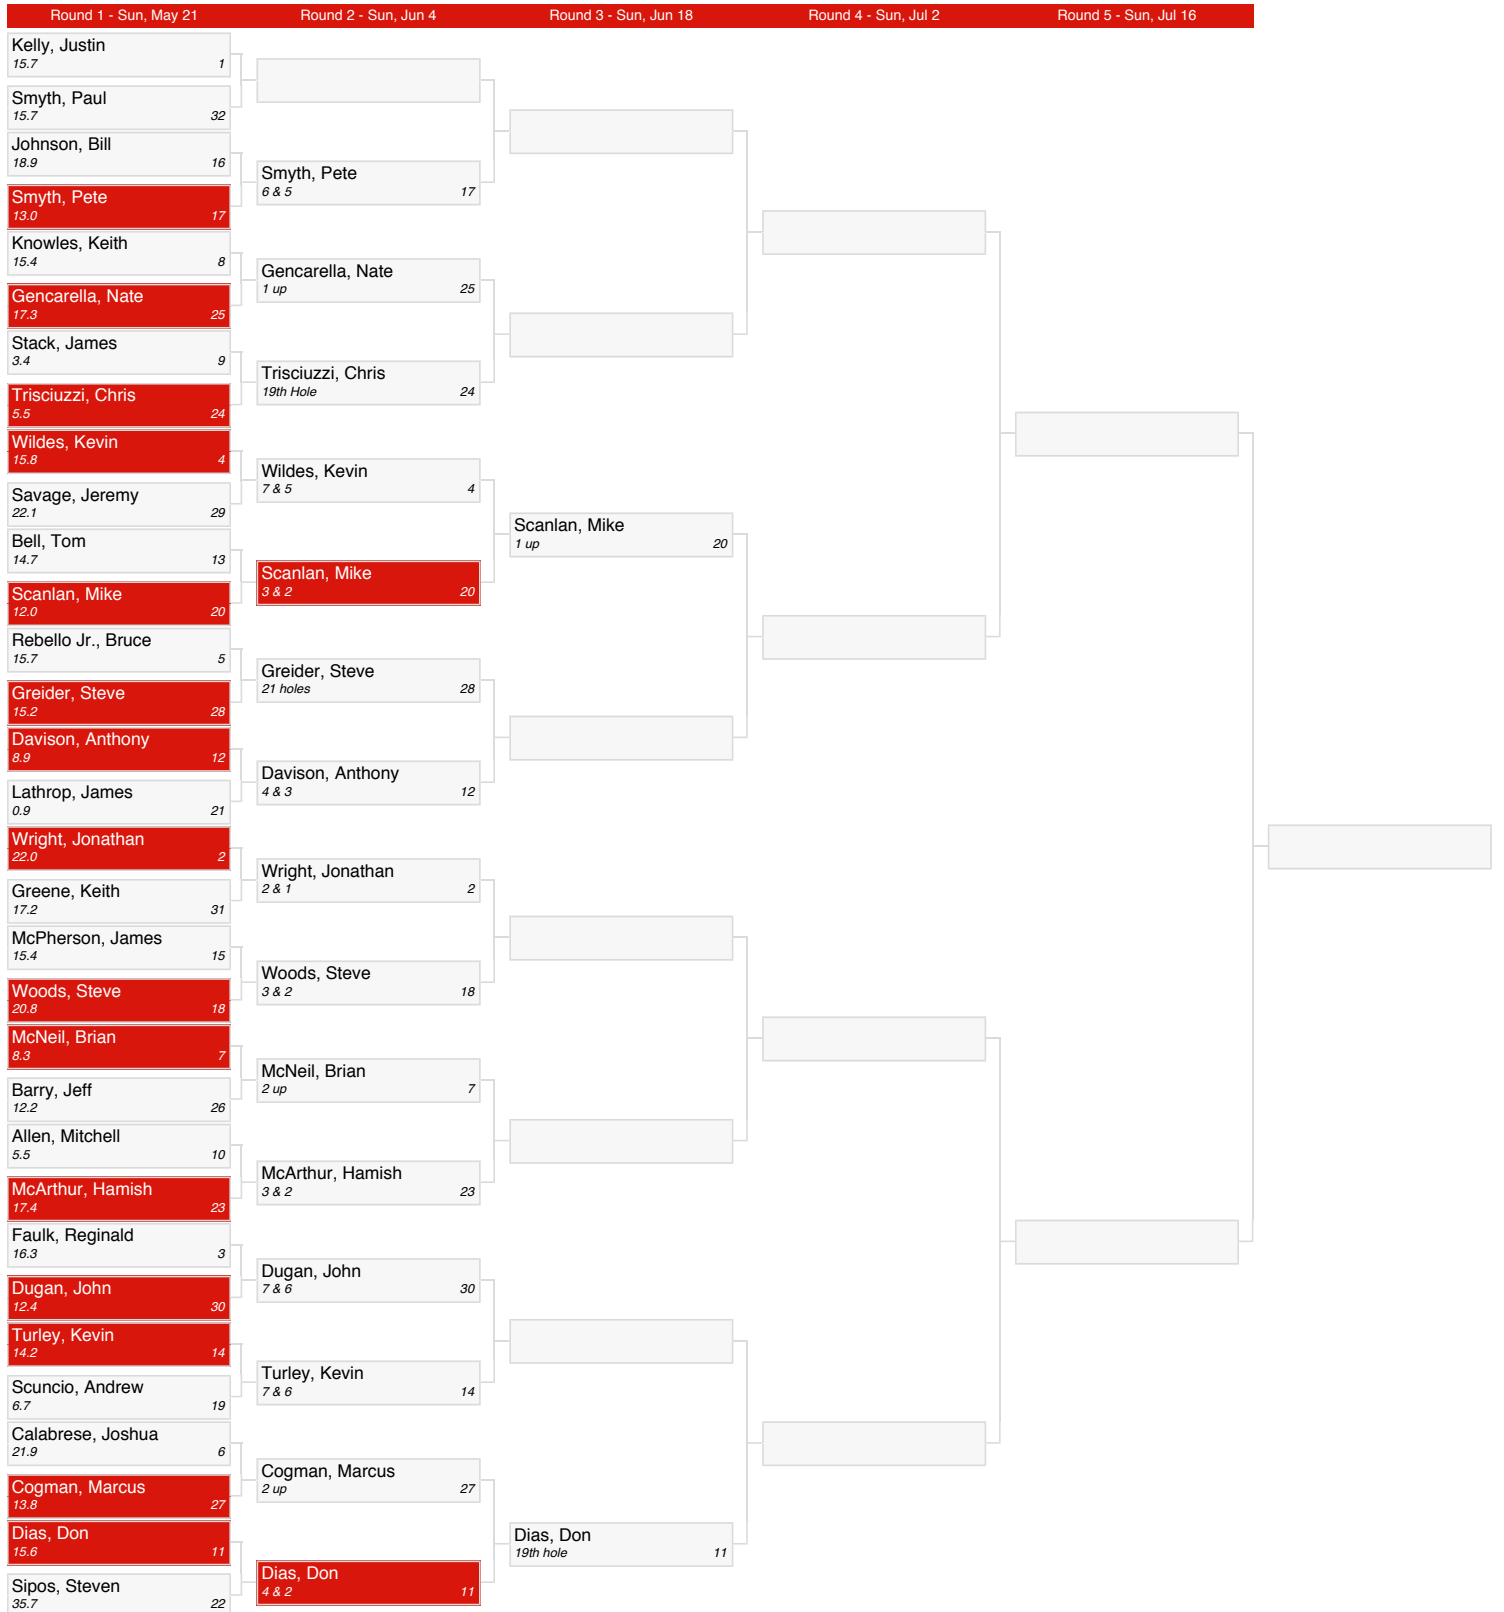 Round 1 - Sun, May 21
Round 2 - Sun, Jun 4
Round 3 - Sun, Jun 18
Round 4 - Sun, Jul 2
Round 5 - Sun, Jul 16
Kelly, Justin
15.7 1
Smyth, Paul
15.7 32
Johnson, Bill
18.9 16
Smyth, Pete
13.0 17
Knowles, Keith
15.4 8
Gencarella, Nate
17.3 25
Stack, James
3.4 9
Trisciuzzi, Chris
5.5 24
Wildes, Kevin
15.8 4
Savage, Jeremy
22.1 29
Bell, Tom
14.7 13
Scanlan, Mike
12.0 20
Rebello Jr., Bruce
15.7 5
Greider, Steve
15.2 28
Davison, Anthony
8.9 12
Lathrop, James
0.9 21
Wright, Jonathan
22.0 2
Greene, Keith
17.2 31
McPherson, James
15.4 15
Woods, Steve
20.8 18
McNeil, Brian
8.3 7
Barry, Jeff
12.2 26
Allen, Mitchell
5.5 10
McArthur, Hamish
17.4 23
Faulk, Reginald
16.3 3
Dugan, John
12.4 30
Turley, Kevin
14.2 14
Scuncio, Andrew
6.7 19
Calabrese, Joshua
21.9 6
Cogman, Marcus
13.8 27
Dias, Don
15.6 11
Sipos, Steven
35.7 22
Smyth, Pete
6 & 5 17
Gencarella, Nate
1 up 25
Trisciuzzi, Chris
19th Hole 24
Wildes, Kevin
7 & 5 4
Scanlan, Mike
3 & 2 20
Greider, Steve
21 holes 28
Davison, Anthony
4 & 3 12
Wright, Jonathan
2 & 1 2
Woods, Steve
3 & 2 18
McNeil, Brian
2 up 7
McArthur, Hamish
3 & 2 23
Dugan, John
7 & 6 30
Turley, Kevin
7 & 6 14
Cogman, Marcus
2 up 27
Dias, Don
4 & 2 11
Scanlan, Mike
1 up 20
Dias, Don
19th hole 11